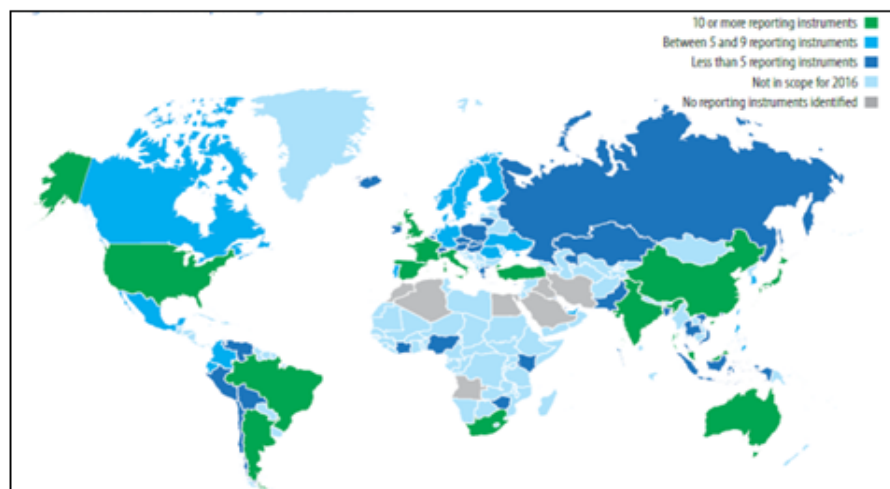 10 or more reporting instruments
Between 5 and 9 reporting instruments
Less than 5 reporting instruments
Not in scope for 2016
No reporting instruments identified